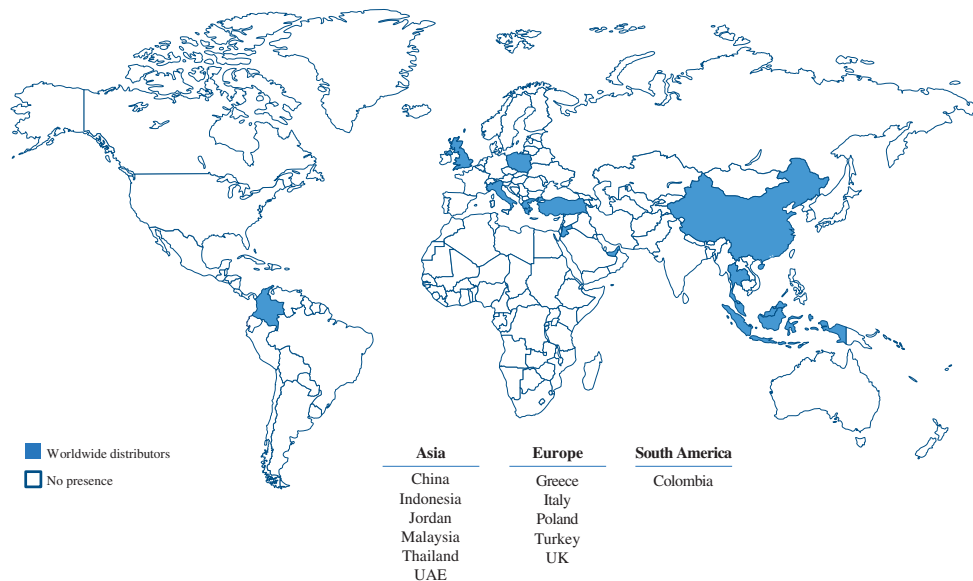 Worldwide distributors
No presence
Asia
China
Indonesia
Jordan
Malaysia
Thailand
UAE
Europe
Greece
Italy
Poland
Turkey
UK
South America
Colombia